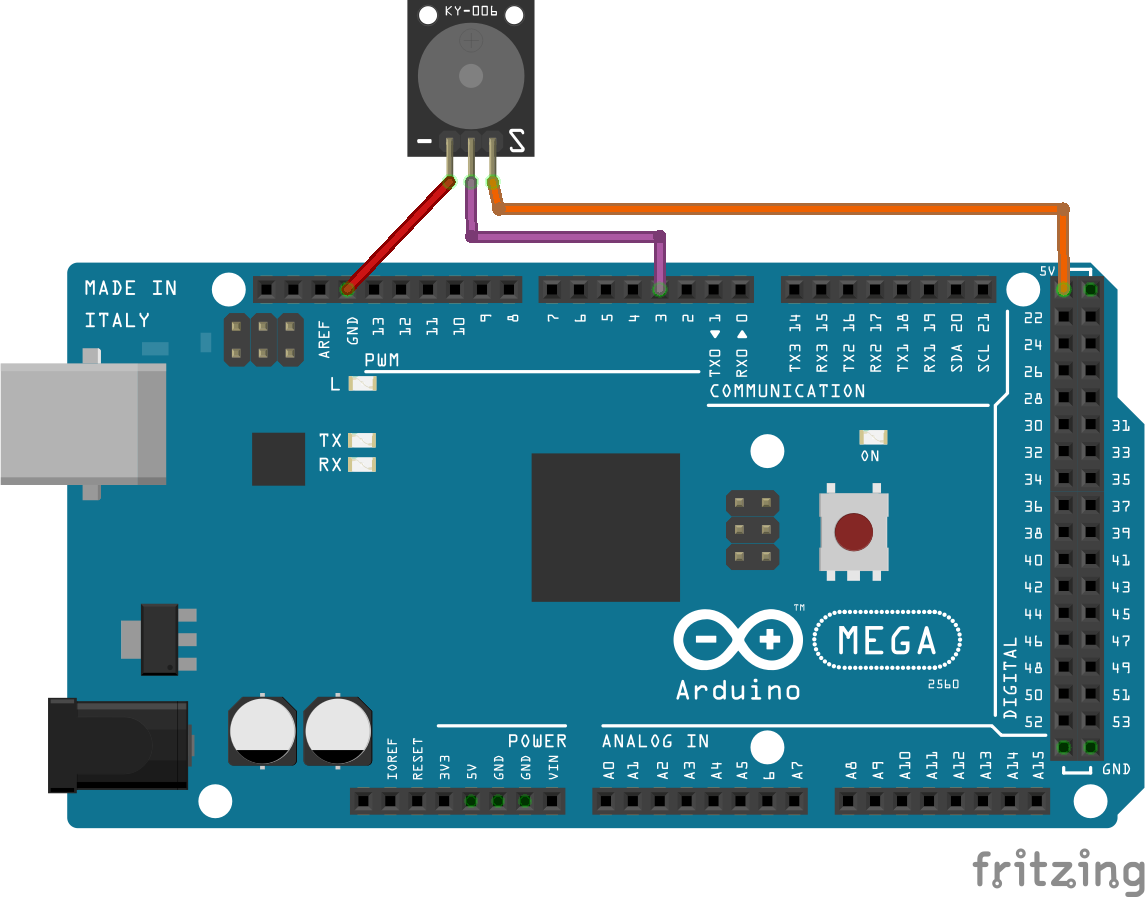 KY-006
- S
MADE IN
ITALY
5V
AREF
GND
13
12
11
10
9
8
7
6
5
4
3
2
TX0 ▶ 1
RX0 ◀ 0
TX3 14
RX3 15
TX2 16
RX2 17
TX1 18
RX1 19
SDA 20
SCL 21
PWM
L
COMMUNICATION
TX
RX
ON
22
24
26
28
30 31
32 33
34 35
36 37
38 39
40 41
42 43
44 45
46 47
48 49
50 51
52 53
DIGITAL
GND
TM
MEGA
Arduino
2560
POWER
ANALOG IN
IOREF
RESET
3V3
5V
GND
GND
VIN
A0
A1
A2
A3
A4
A5
6
A7
A8
A9
A10
A11
A12
A13
A14
A15
fritzing